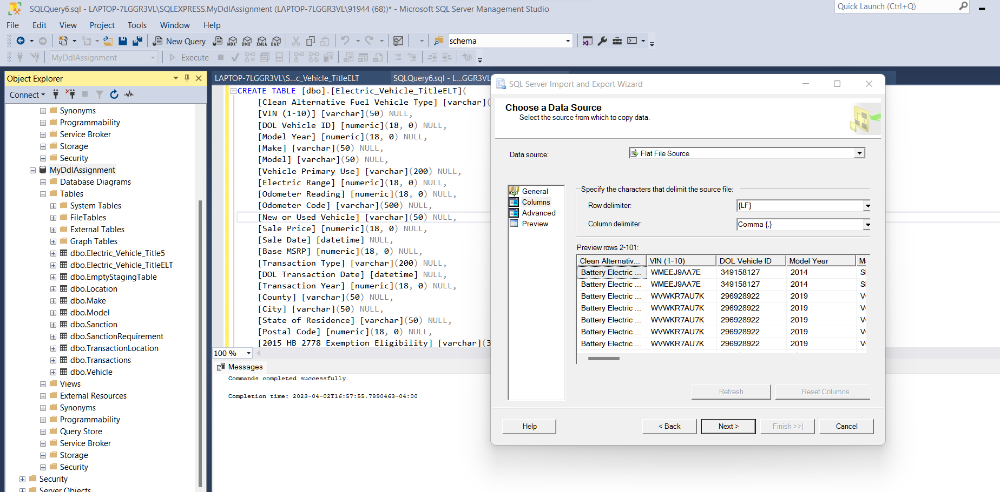 SQLQuery6.sql - LAPTOP-7LGGR3VL\SQLEXPRESS.MyDdlAssignment (LAPTOP-7LGGR3VL\91944 (68))* - Microsoft SQL Server Management Studio
Quick Launch (Ctrl+Q)
File Edit View Project Tools Window Help
New Query
MDX DMX XMLA DAX
schema
MyDdlAssignment
Execute
Object Explorer
Connect
Synonyms
Programmability
Service Broker
Storage
Security
MyDdlAssignment
Database Diagrams
Tables
System Tables
FileTables
External Tables
Graph Tables
dbo.Electric_Vehicle_Title5
dbo.Electric_Vehicle_TitleELT
dbo.EmptyStagingTable
dbo.Location
dbo.Make
dbo.Model
dbo.Sanction
dbo.SanctionRequirement
dbo.TransactionLocation
dbo.Transactions
dbo.Vehicle
Views
External Resources
Synonyms
Programmability
Query Store
Service Broker
Storage
Security
Security
Server Objects
LAPTOP-7LGGR3VL\S...c_Vehicle_TitleELT
SQLQuery6.sql - L...GGR3VL\
CREATE TABLE [dbo].[Electric_Vehicle_TitleELT](
[Clean Alternative Fuel Vehicle Type] [varchar](
[VIN (1-10)] [varchar](50) NULL,
[DOL Vehicle ID] [numeric](18, 0) NULL,
[Model Year] [numeric](18, 0) NULL,
[Make] [varchar](50) NULL,
[Model] [varchar](50) NULL,
[Vehicle Primary Use] [varchar](200) NULL,
[Electric Range] [numeric](18, 0) NULL,
[Odometer Reading] [numeric](18, 0) NULL,
[Odometer Code] [varchar](500) NULL,
[New or Used Vehicle] [varchar](50) NULL,
[Sale Price] [numeric](18, 0) NULL,
[Sale Date] [datetime] NULL,
[Base MSRP] [numeric](18, 0) NULL,
[Transaction Type] [varchar](200) NULL,
[DOL Transaction Date] [datetime] NULL,
[Transaction Year] [numeric](18, 0) NULL,
[County] [varchar](50) NULL,
[City] [varchar](50) NULL,
[State of Residence] [varchar](50) NULL,
[Postal Code] [numeric](18, 0) NULL,
[2015 HB 2778 Exemption Eligibility] [varchar](3
100 %
Messages
Commands completed successfully.
Completion time: 2023-04-02T16:57:55.7890463-04:00
SQL Server Import and Export Wizard
Choose a Data Source
Select the source from which to copy data.
Data source:
Flat File Source
General
Columns
Advanced
Preview
Specify the characters that delimit the source file:
Row delimiter:
{LF}
Column delimiter:
Comma {,}
Preview rows 2-101:
Clean Alternativ... VIN (1-10) DOL Vehicle ID Model Year M
Battery Electric ... WMEEJ9AA7E 349158127 2014 S
Battery Electric ... WMEEJ9AA7E 349158127 2014 S
Battery Electric ... WVWKR7AU7K 296928922 2019 V
Battery Electric ... WVWKR7AU7K 296928922 2019 V
Battery Electric ... WVWKR7AU7K 296928922 2019 V
Battery Electric ... WVWKR7AU7K 296928922 2019 V
Battery Electric ... WVWKR7AU7K 296928922 2019 V
Refresh
Reset Columns
Help
< Back
Next >
Finish >>|
Cancel